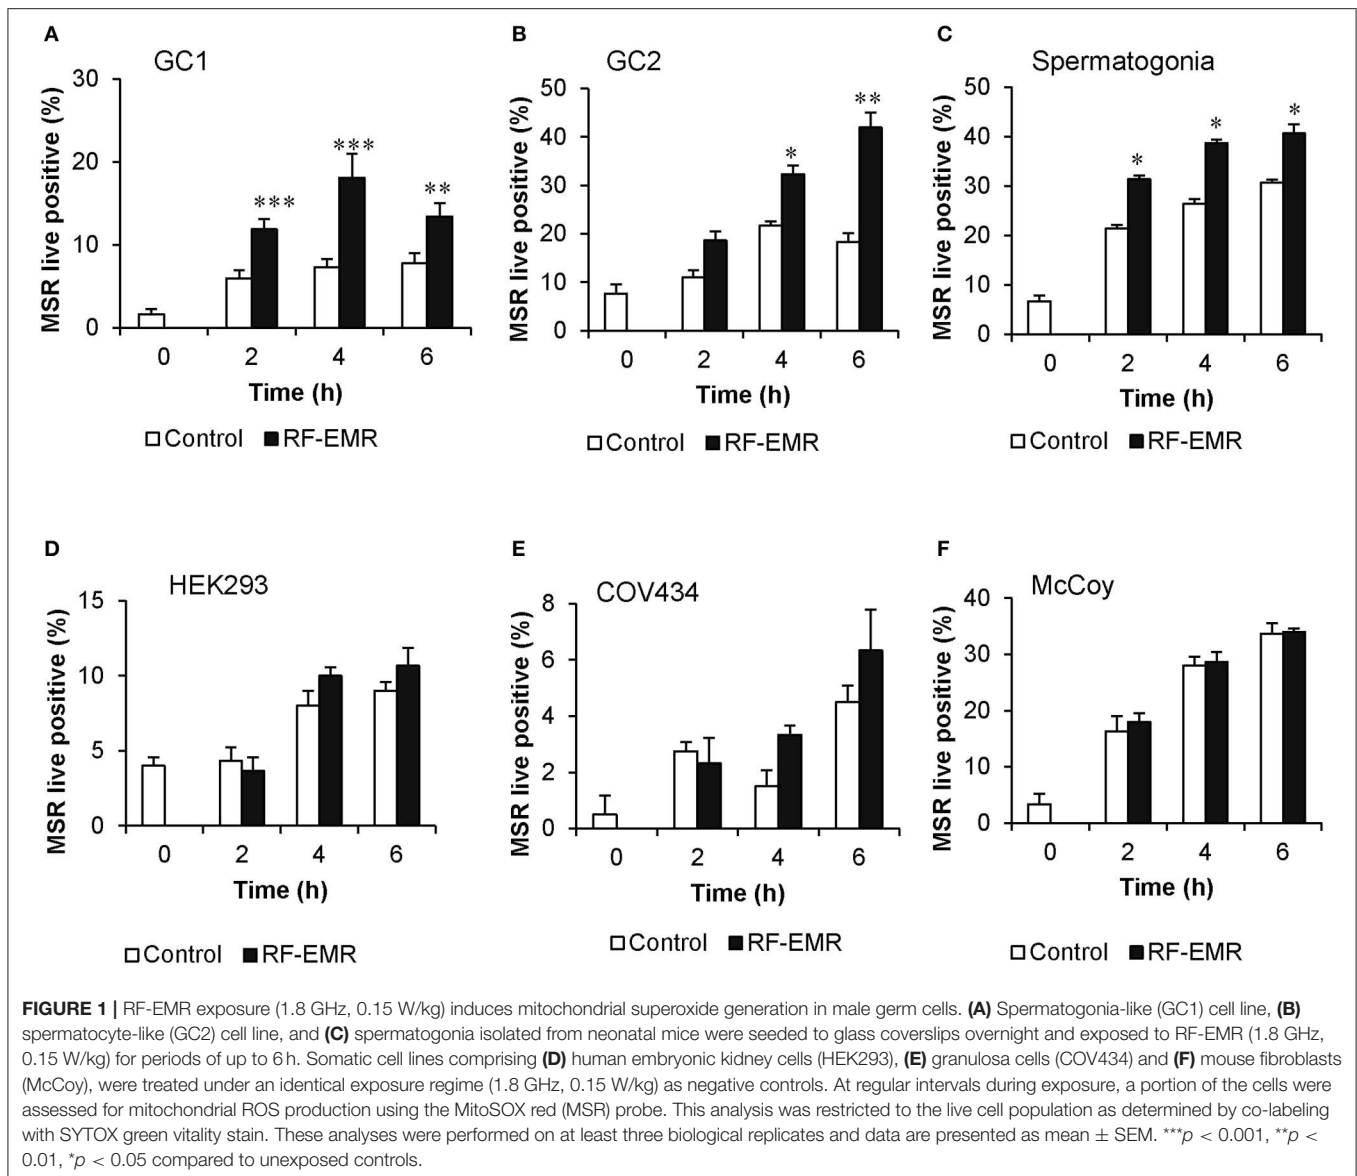 A
GC1
MSR live positive (%)
30
20
10
0
***
***
**
0 2 4 6
Time (h)
Control RF-EMR
B
GC2
MSR live positive (%)
50
40
30
20
10
0
*
**
0 2 4 6
Time (h)
Control RF-EMR
C
Spermatogonia
MSR live positive (%)
50
40
30
20
10
0
*
*
*
0 2 4 6
Time (h)
Control RF-EMR
D
HEK293
MSR live positive (%)
15
10
5
0
0 2 4 6
Time (h)
Control RF-EMR
E
COV434
MSR live positive (%)
8
6
4
2
0
0 2 4 6
Time (h)
Control RF-EMR
F
McCoy
MSR live positive (%)
40
30
20
10
0
0 2 4 6
Time (h)
Control RF-EMR
FIGURE 1 | RF-EMR exposure (1.8 GHz, 0.15 W/kg) induces mitochondrial superoxide generation in male germ cells. (A) Spermatogonia-like (GC1) cell line, (B)
spermatocyte-like (GC2) cell line, and (C) spermatogonia isolated from neonatal mice were seeded to glass coverslips overnight and exposed to RF-EMR (1.8 GHz,
0.15 W/kg) for periods of up to 6 h. Somatic cell lines comprising (D) human embryonic kidney cells (HEK293), (E) granulosa cells (COV434) and (F) mouse fibroblasts
(McCoy), were treated under an identical exposure regime (1.8 GHz, 0.15 W/kg) as negative controls. At regular intervals during exposure, a portion of the cells were
assessed for mitochondrial ROS production using the MitoSOX red (MSR) probe. This analysis was restricted to the live cell population as determined by co-labeling
with SYTOX green vitality stain. These analyses were performed on at least three biological replicates and data are presented as mean ± SEM. ***p < 0.001, **p <
0.01, *p < 0.05 compared to unexposed controls.